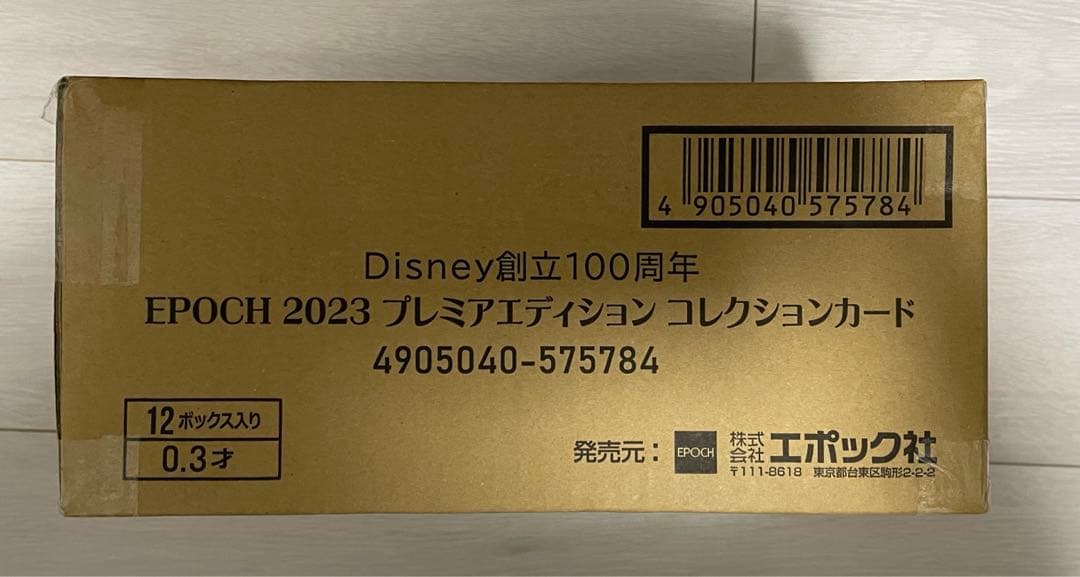 4 905040 575784
Disney創立100周年
EPOCH 2023 プレミアエディション コレクションカード
4905040-575784
12ボックス入り
0.3才
発売元： EPOCH 株式会社 エポック社
〒111-8618 東京都台東区駒形2-2-2